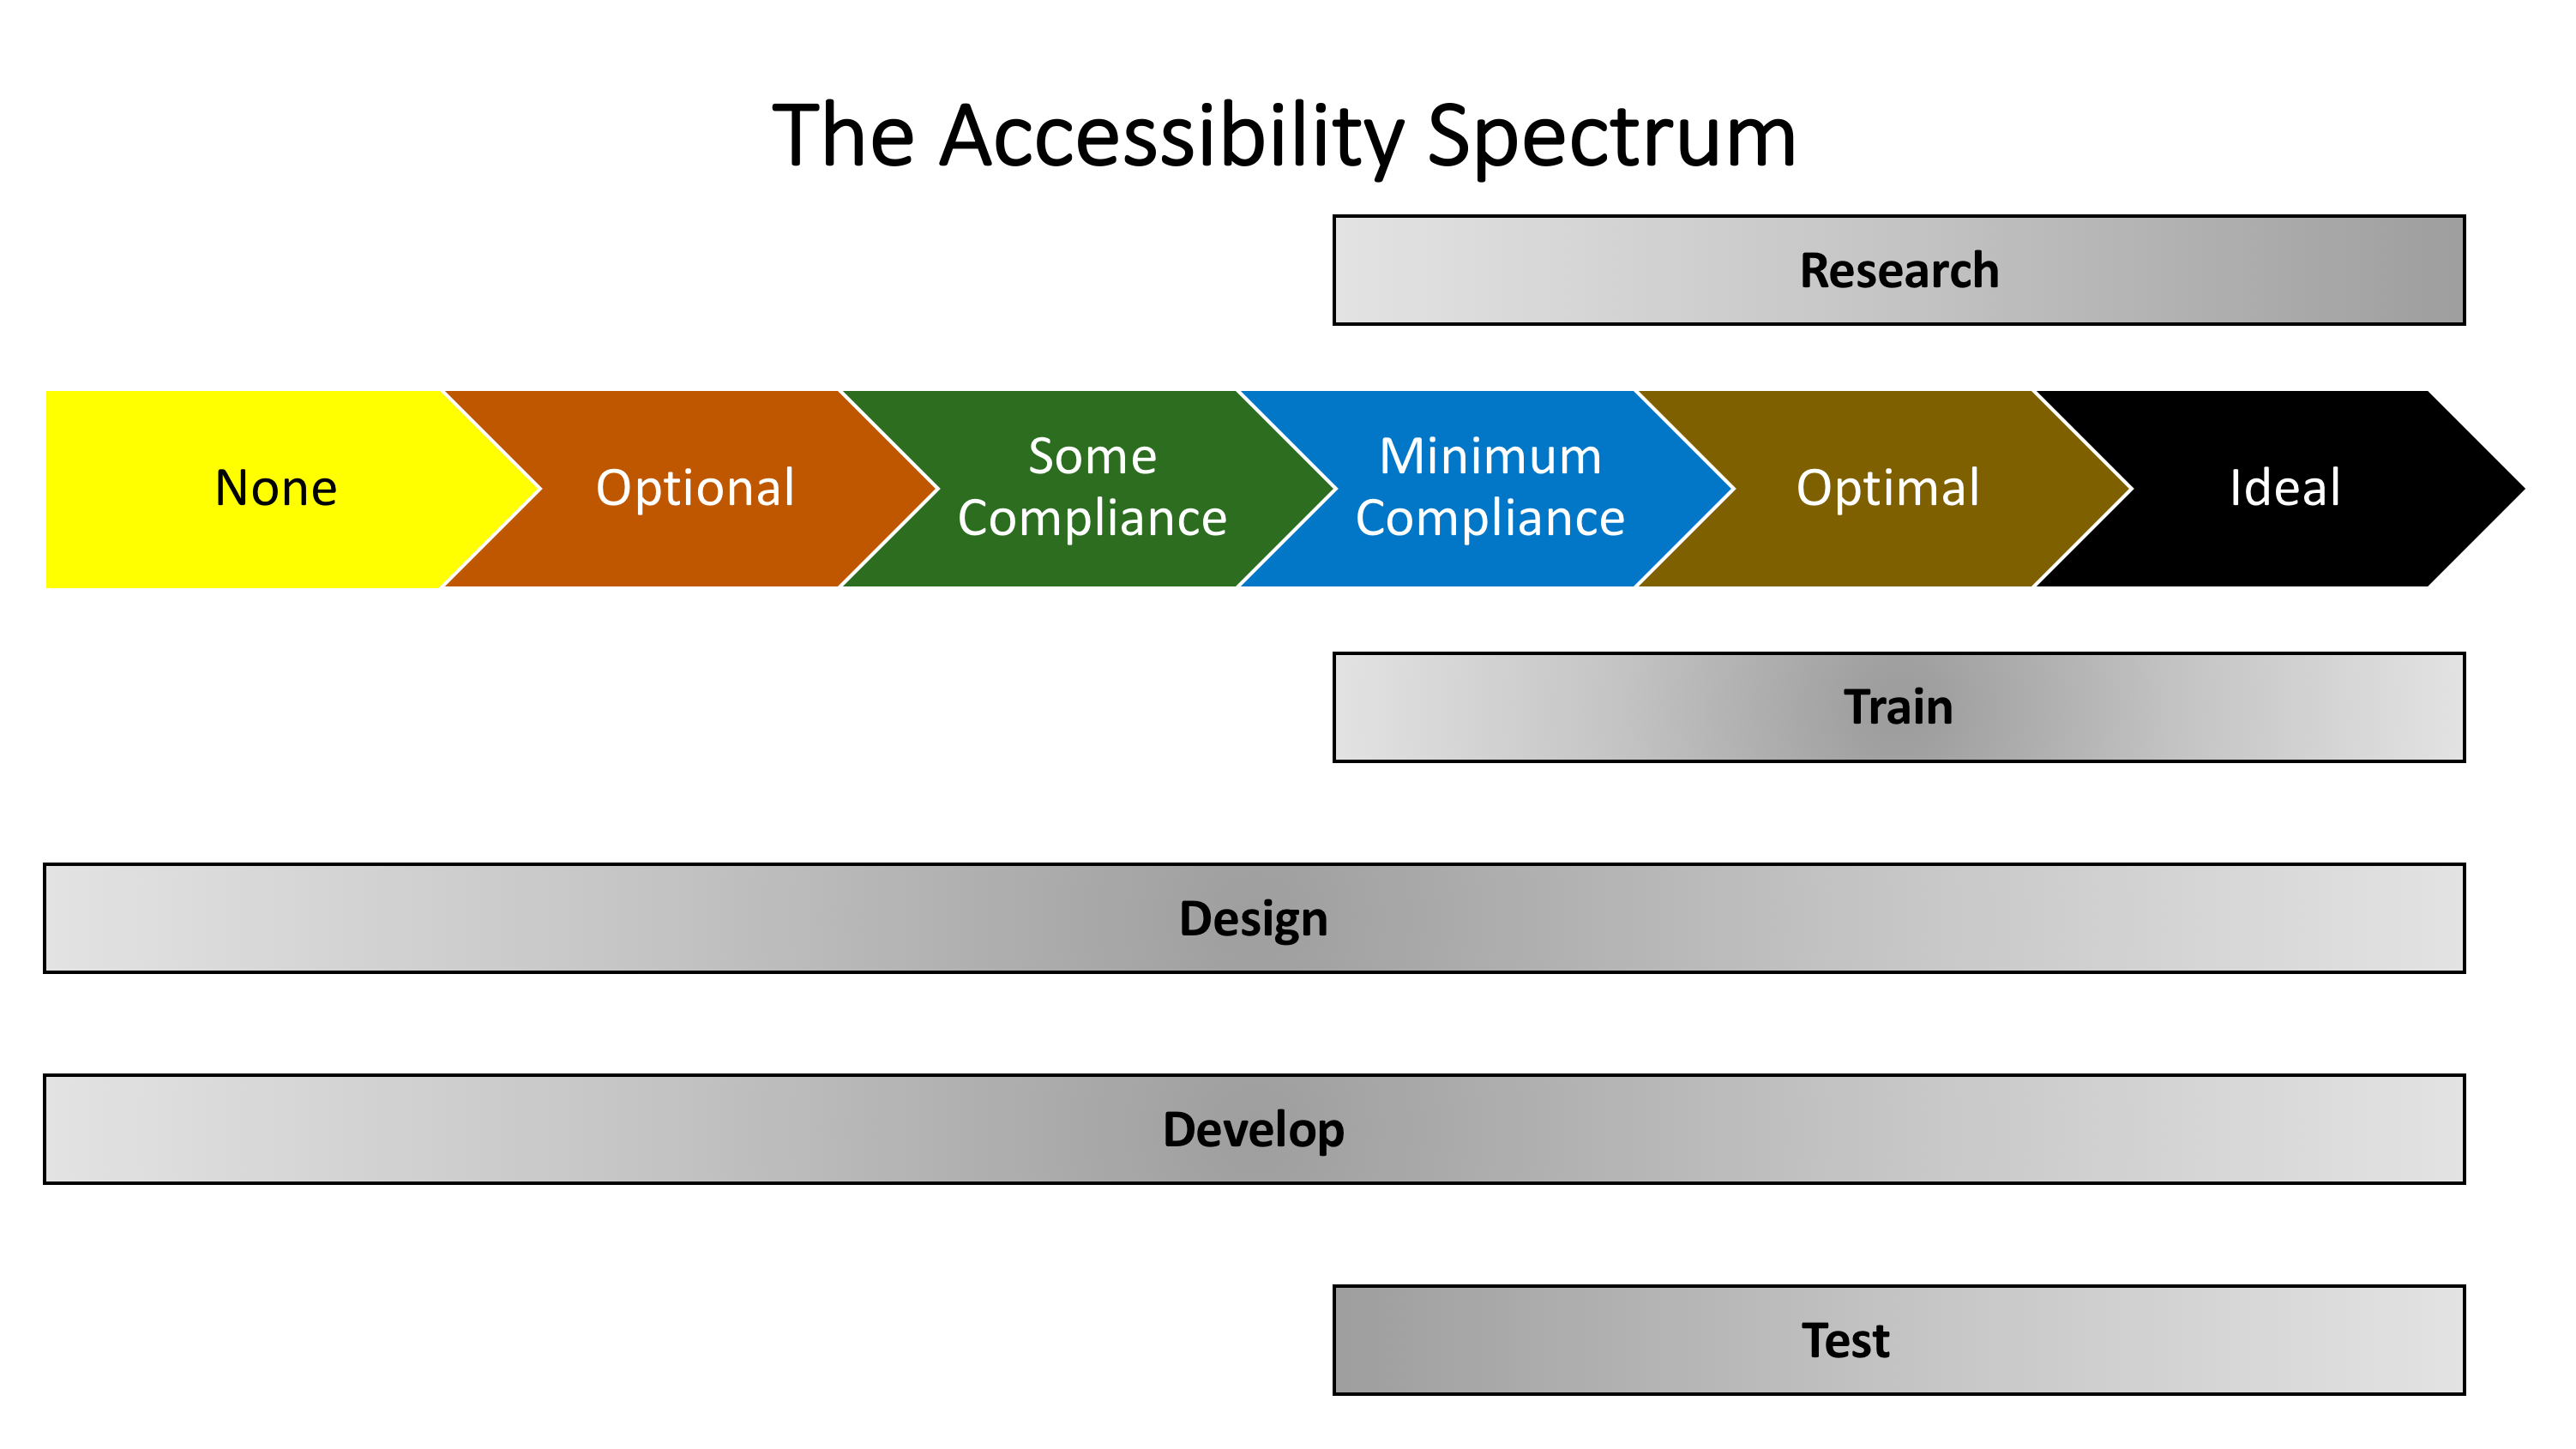 The Accessibility Spectrum
Research
None
Optional
Some
Compliance
Minimum
Compliance
Optimal
Ideal
Train
Design
Develop
Test